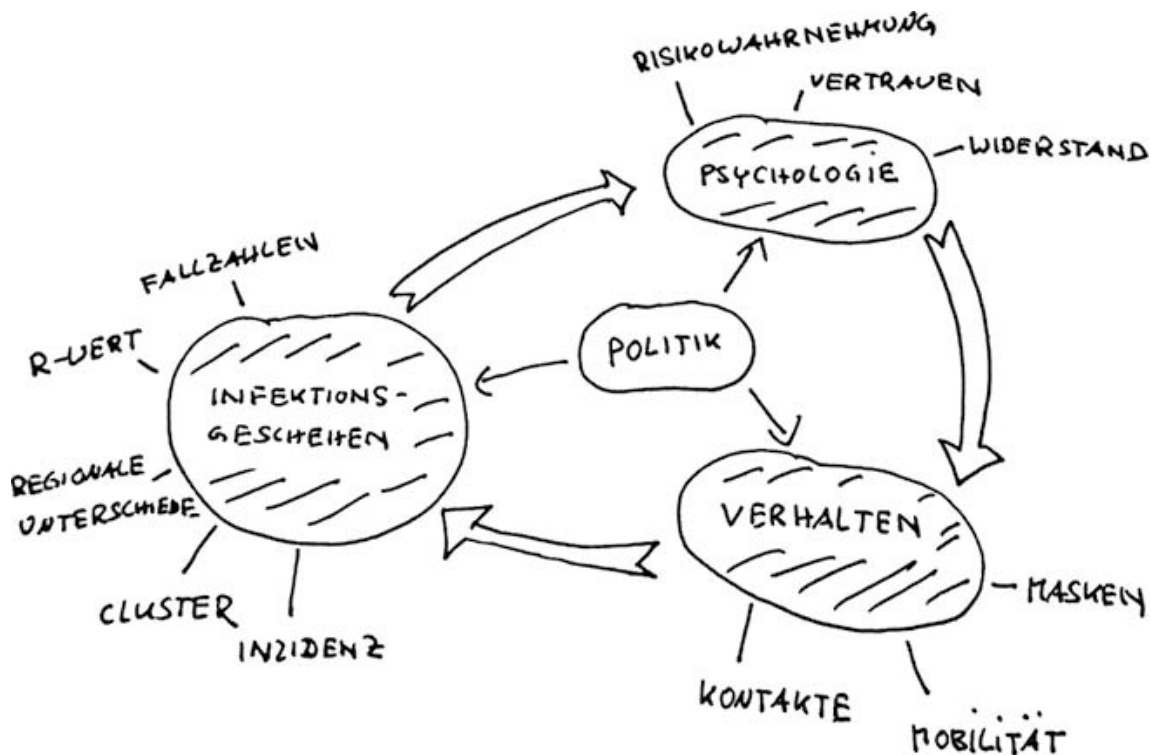 RISIKOWAHRNEHMUNG
VERTRAUEN
WIDERSTAND
PSYCHOLOGIE
FALLZAHLEN
R-WERT
POLITIK
INFEKTIONS-
GESCHEHEN
REGIONALE
UNTERSCHIEDE
VERHALTEN
MASKEN
CLUSTER
INZIDENZ
KONTAKTE
MOBILITÄT